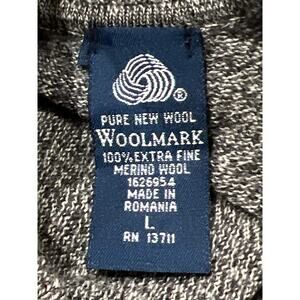 ®
PURE NEW WOOL
WOOLMARK
100% EXTRA FINE
MERINO WOOL
1626954
MADE IN
ROMANIA
L
RN 13711